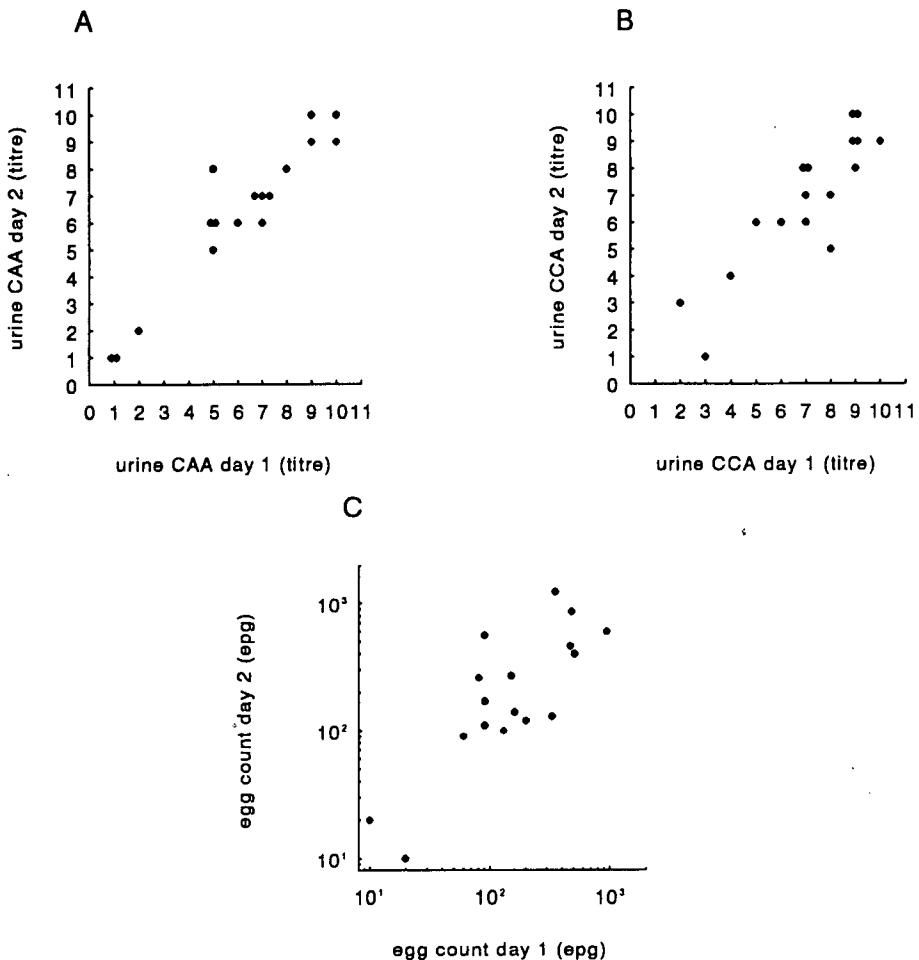 A
11
10
9
8
7
6
5
4
3
2
1
0
urine CAA day 2 (titre)
0 1 2 3 4 5 6 7 8 9 10 11
urine CAA day 1 (titre)
B
11
10
9
8
7
6
5
4
3
2
1
0
urine CCA day 2 (titre)
0 1 2 3 4 5 6 7 8 9 10 11
urine CCA day 1 (titre)
C
10³
10²
10¹
egg count day 2 (epg)
10¹ 10² 10³
egg count day 1 (epg)